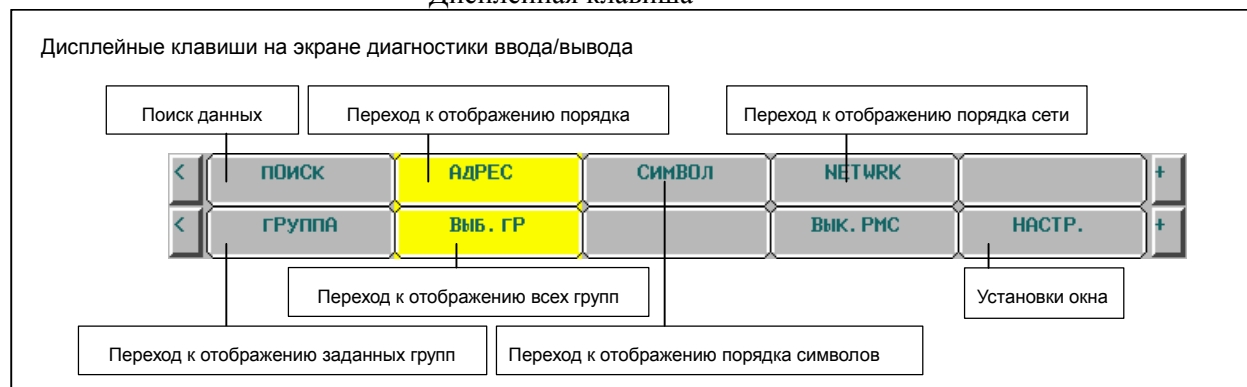 Дисплейная клавиша
Дисплейные клавиши на экране диагностики ввода/вывода
Поиск данных
Переход к отображению порядка
Переход к отображению порядка сети
< ПОИСК АДРЕС СИМВОЛ NETWRK +
< ГРУППА ВЫБ.ГР ВЫК.PMC НАСТР. +
Переход к отображению всех групп
Установки окна
Переход к отображению заданных групп
Переход к отображению порядка символов